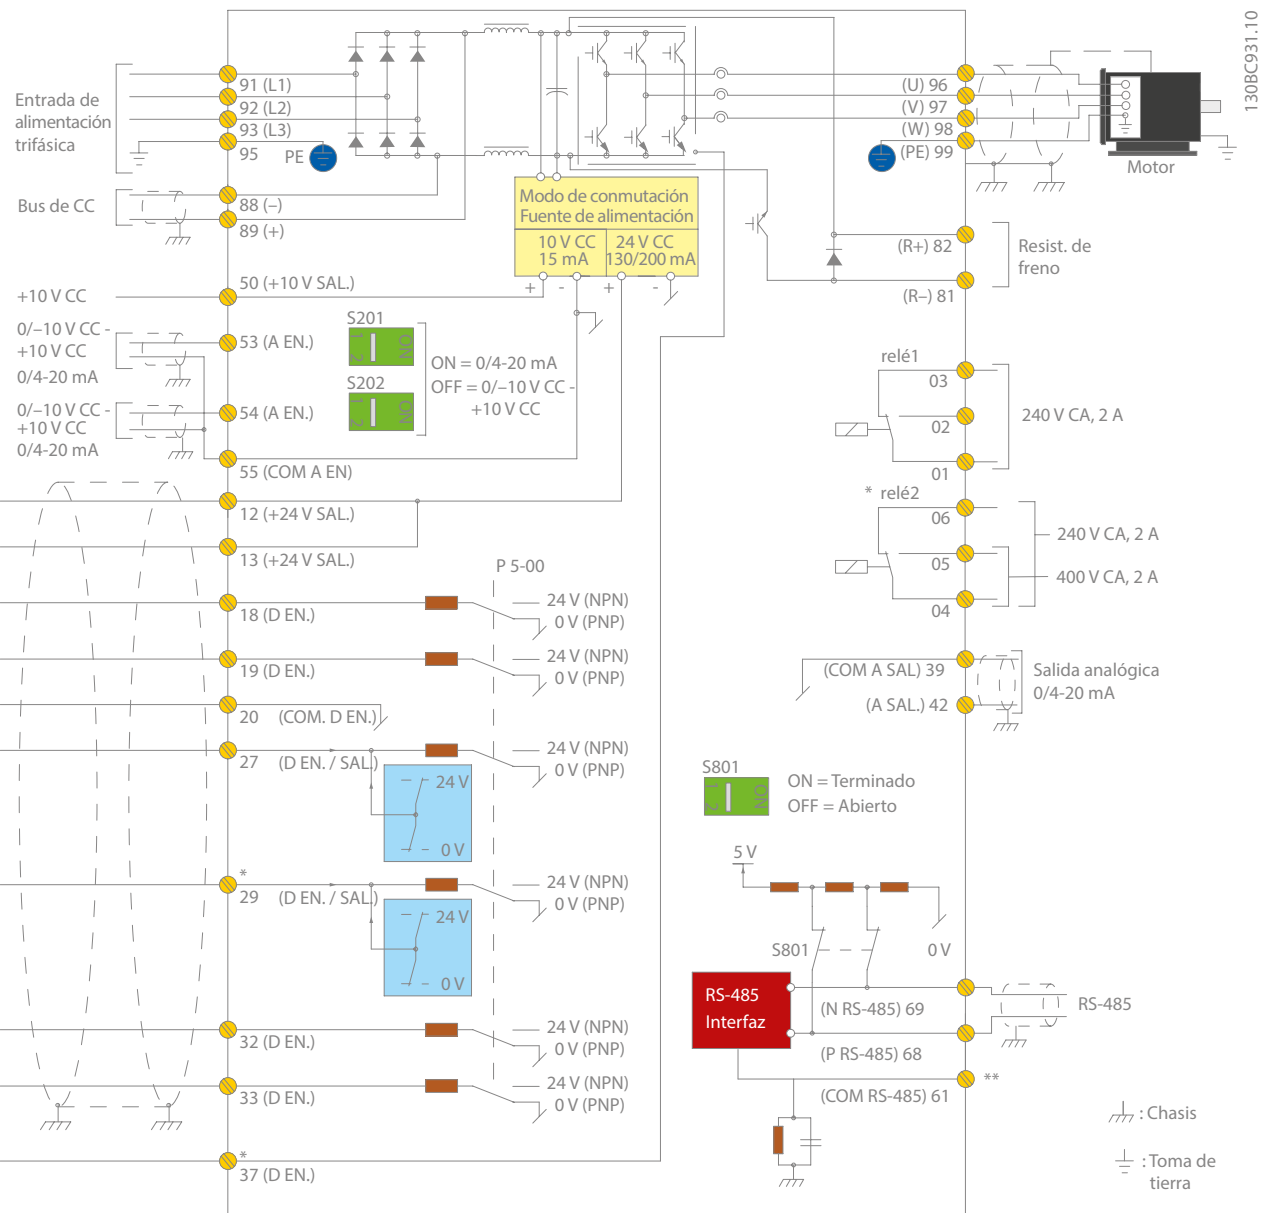 130BC931.10
Entrada de
alimentación
trifásica
91 (L1)
92 (L2)
93 (L3)
95
PE
Bus de CC
88 (–)
89 (+)
Modo de conmutación
Fuente de alimentación
10 V CC
15 mA
24 V CC
130/200 mA
+
-
+
-
(U) 96
(V) 97
(W) 98
(PE) 99
Motor
(R+) 82
(R–) 81
Resist. de
freno
+10 V CC
50 (+10 V SAL.)
0/–10 V CC -
+10 V CC
0/4-20 mA
53 (A EN.)
0/–10 V CC -
+10 V CC
0/4-20 mA
54 (A EN.)
55 (COM A EN)
S201
1 2
ON
S202
1 2
ON
ON = 0/4-20 mA
OFF = 0/–10 V CC -
+10 V CC
12 (+24 V SAL.)
13 (+24 V SAL.)
P 5-00
18 (D EN.)
24 V (NPN)
0 V (PNP)
19 (D EN.)
24 V (NPN)
0 V (PNP)
20 (COM. D EN.)
27 (D EN. / SAL.)
24 V (NPN)
0 V (PNP)
24 V
0 V
*
29 (D EN. / SAL.)
24 V (NPN)
0 V (PNP)
24 V
0 V
32 (D EN.)
24 V (NPN)
0 V (PNP)
33 (D EN.)
24 V (NPN)
0 V (PNP)
*
37 (D EN.)
relé1
03
02
01
240 V CA, 2 A
* relé2
06
05
04
240 V CA, 2 A
400 V CA, 2 A
(COM A SAL) 39
(A SAL.) 42
Salida analógica
0/4-20 mA
S801
1 2
ON
ON = Terminado
OFF = Abierto
5 V
S801
0 V
RS-485
Interfaz
(N RS-485) 69
(P RS-485) 68
(COM RS-485) 61
**
RS-485
: Chasis
: Toma de
tierra